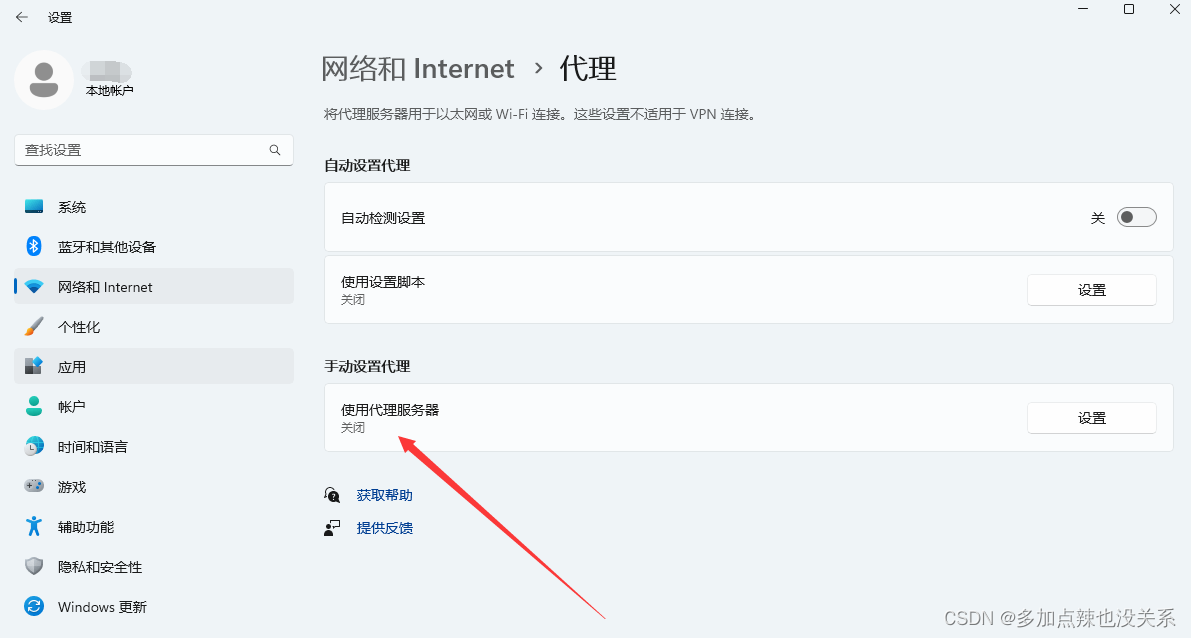 设置
本地帐户
查找设置
系统
蓝牙和其他设备
网络和 Internet
个性化
应用
帐户
时间和语言
游戏
辅助功能
隐私和安全性
Windows 更新
网络和 Internet › 代理
将代理服务器用于以太网或 Wi-Fi 连接。这些设置不适用于 VPN 连接。
自动设置代理
自动检测设置
关
使用设置脚本
关闭
设置
手动设置代理
使用代理服务器
关闭
设置
获取帮助
提供反馈
CSDN @多加点辣也没关系